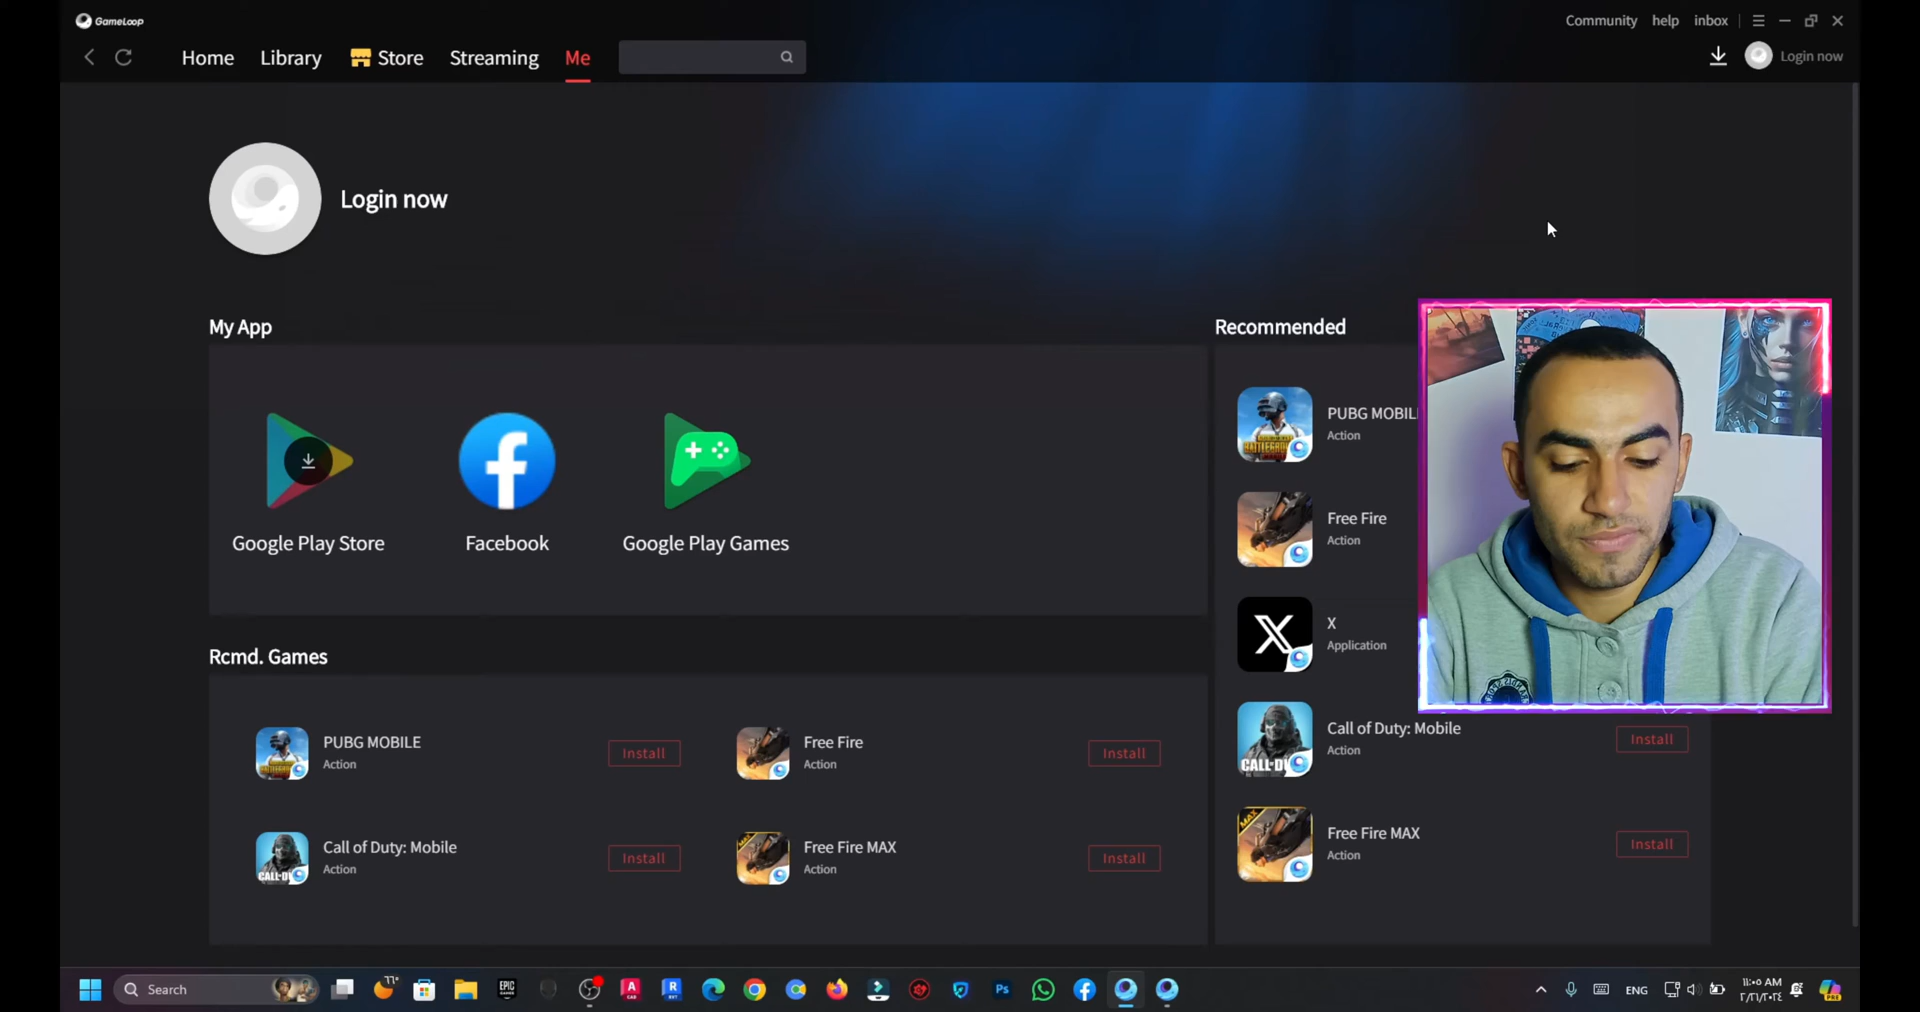 GameLoop
Community help inbox
Home Library Store Streaming Me
Login now
Login now
My App
Google Play Store
Facebook
Google Play Games
Recommended
PUBG MOBIL
Action
Free Fire
Action
X
Application
Call of Duty: Mobile
Action
Install
Free Fire MAX
Action
Install
Rcmd. Games
PUBG MOBILE
Action
Install
Free Fire
Action
Install
Call of Duty: Mobile
Action
Install
Free Fire MAX
Action
Install
Search
ENG
١١:٠٥ AM